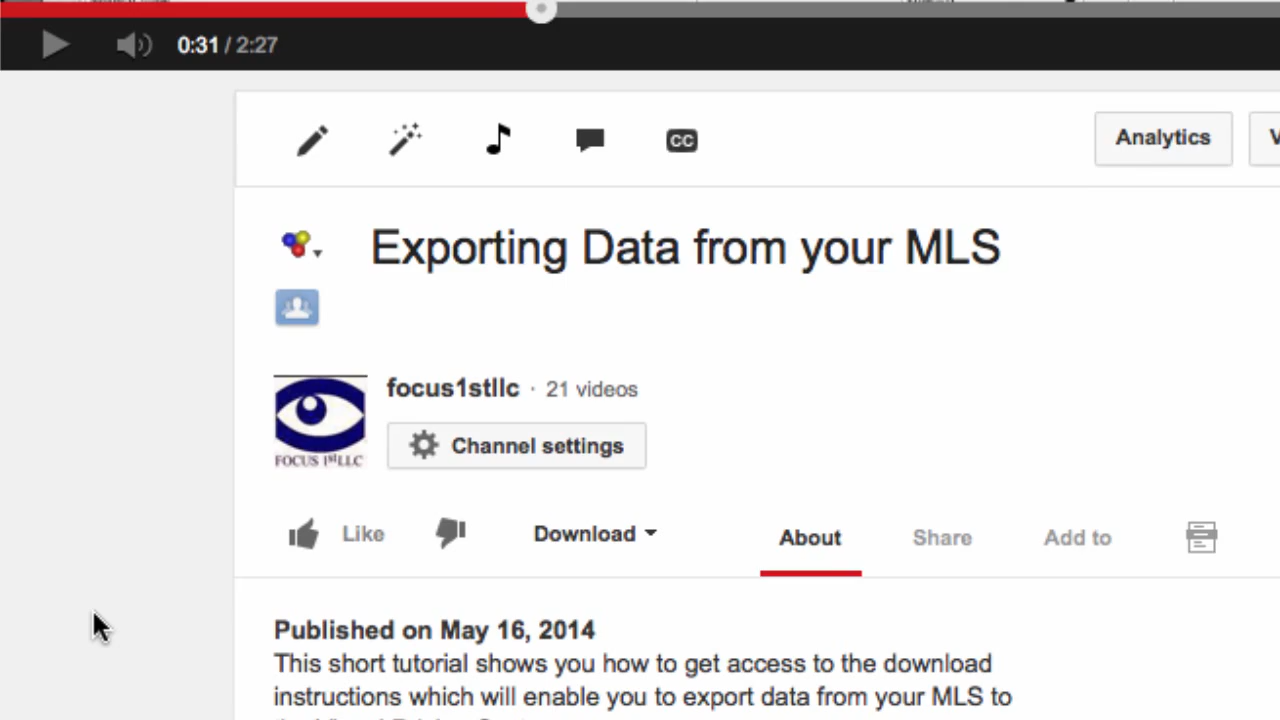 0:31 / 2:27
CC
Analytics
Exporting Data from your MLS
focus1stllc · 21 videos
FOCUS 1st LLC
Channel settings
Like
Download
About
Share
Add to
Published on May 16, 2014
This short tutorial shows you how to get access to the download
instructions which will enable you to export data from your MLS to